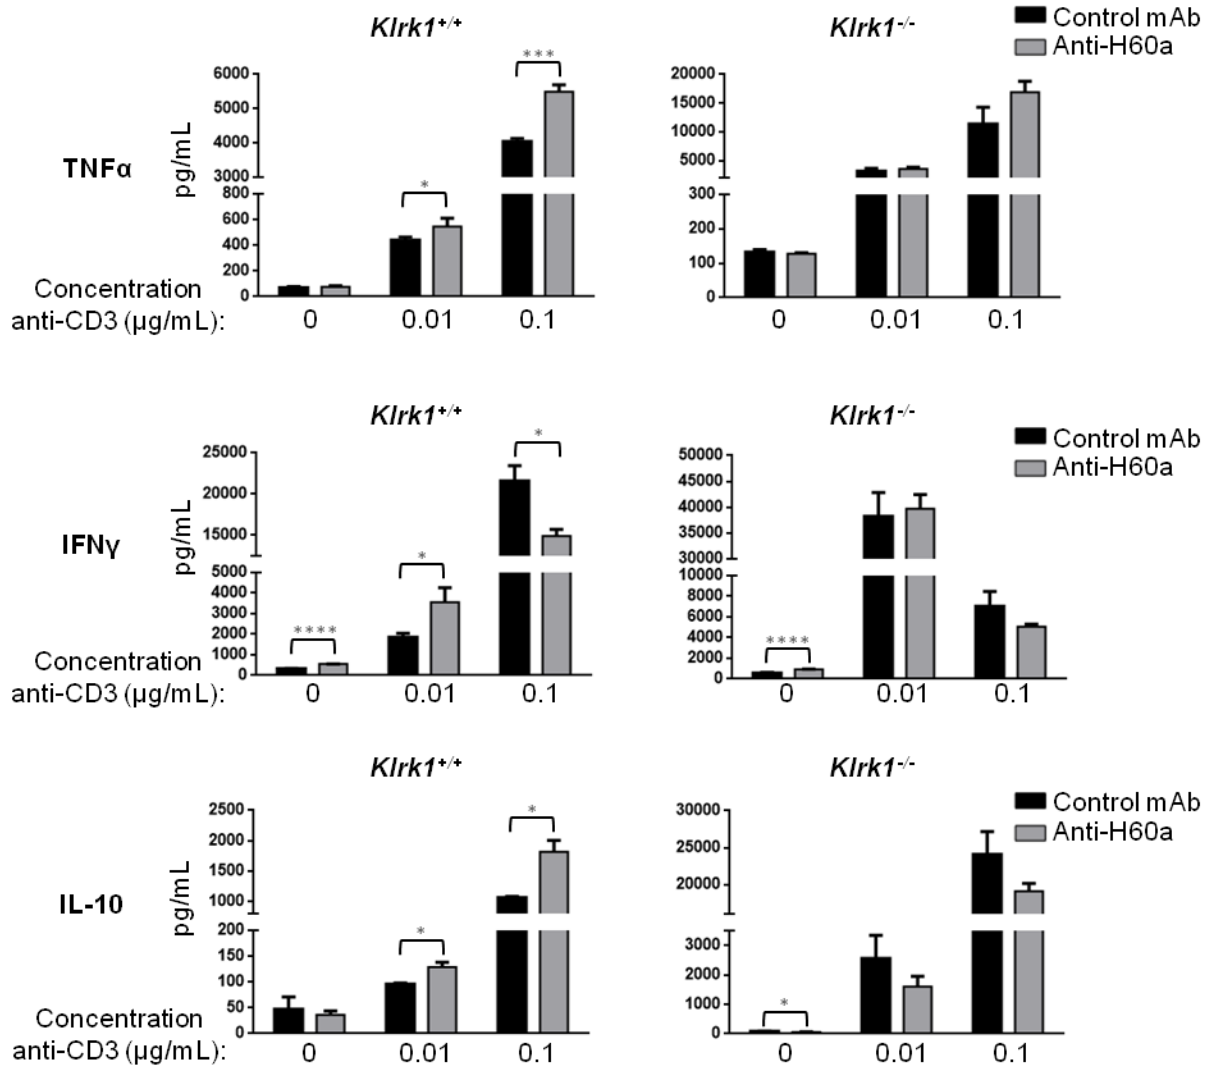 Klrk1+/+
Klrk1-/-
Control mAb
Anti-H60a
***
*
TNFα
pg/mL
6000
5000
4000
3000
800
600
400
200
0
20000
15000
10000
5000
300
200
100
0
Concentration
anti-CD3 (µg/mL):
0 0.01 0.1
0 0.01 0.1
Klrk1+/+
Klrk1-/-
Control mAb
Anti-H60a
*
*
****
****
IFNγ
pg/mL
25000
20000
15000
5000
4000
3000
2000
1000
0
50000
45000
40000
35000
30000
10000
8000
6000
4000
2000
0
Concentration
anti-CD3 (µg/mL):
0 0.01 0.1
0 0.01 0.1
Klrk1+/+
Klrk1-/-
Control mAb
Anti-H60a
*
*
*
IL-10
pg/mL
2500
2000
1500
1000
200
150
100
50
0
30000
25000
20000
3000
2000
1000
0
Concentration
anti-CD3 (µg/mL):
0 0.01 0.1
0 0.01 0.1